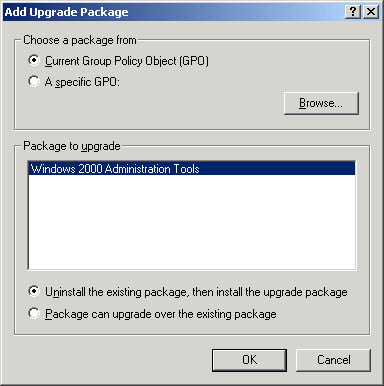 Add Upgrade Package
Choose a package from
Current Group Policy Object (GPO)
A specific GPO:
Browse...
Package to upgrade
Windows 2000 Administration Tools
Uninstall the existing package, then install the upgrade package
Package can upgrade over the existing package
OK
Cancel